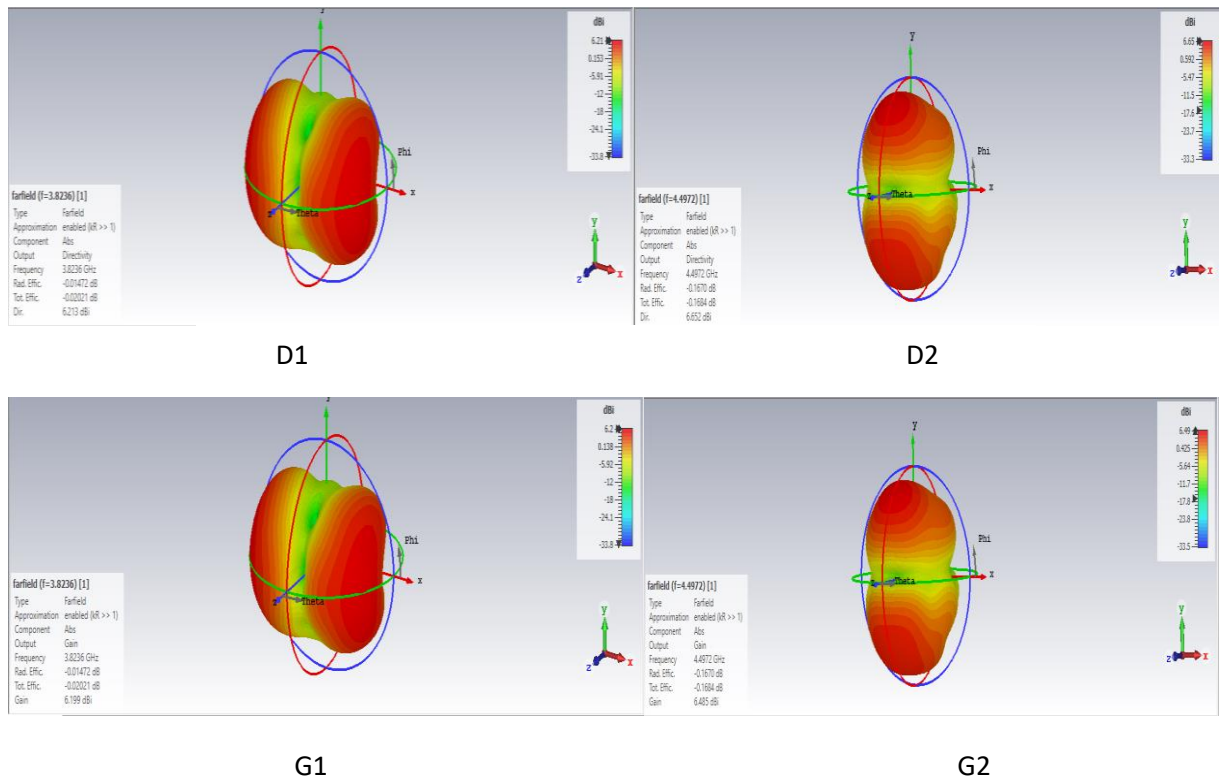 y
dBi
6.21
0.153
-5.91
-12
-18
-24.1
-33.8
Phi
x
z
Theta
farfield (f=3.8236) [1]
Type Farfield
Approximation enabled (kR >> 1)
Component Abs
Output Directivity
Frequency 3.8236 GHz
Rad. Effic. -0.01472 dB
Tot. Effic. -0.02021 dB
Dir. 6.213 dBi
y
z
x
D1
y
dBi
6.65
0.592
-5.47
-11.5
-17.6
-23.7
-33.3
Phi
x
z
Theta
farfield (f=4.4972) [1]
Type Farfield
Approximation enabled (kR >> 1)
Component Abs
Output Directivity
Frequency 4.4972 GHz
Rad. Effic. -0.1670 dB
Tot. Effic. -0.1684 dB
Dir. 6.652 dBi
y
z
x
D2
dBi
6.2
0.138
-5.92
-12
-18
-24.1
-33.8
Phi
x
z
Theta
farfield (f=3.8236) [1]
Type Farfield
Approximation enabled (kR >> 1)
Component Abs
Output Gain
Frequency 3.8236 GHz
Rad. Effic. -0.01472 dB
Tot. Effic. -0.02021 dB
Gain 6.199 dBi
y
z
x
G1
y
dBi
6.49
0.425
-5.64
-11.7
-17.8
-23.8
-33.5
Phi
x
z
Theta
farfield (f=4.4972) [1]
Type Farfield
Approximation enabled (kR >> 1)
Component Abs
Output Gain
Frequency 4.4972 GHz
Rad. Effic. -0.1670 dB
Tot. Effic. -0.1684 dB
Gain 6.485 dBi
y
z
x
G2